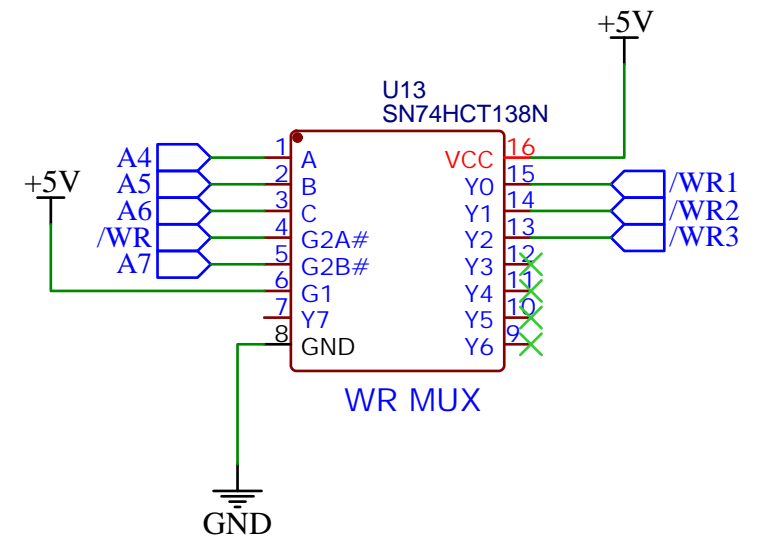 +5V
U13
SN74HCT138N
A4 1 A VCC 16
+5V A5 2 B Y0 15 /WR1
A6 3 C Y1 14 /WR2
/WR 4 G2A# Y2 13 /WR3
A7 5 G2B# Y3 12
6 G1 Y4 11
7 Y7 Y5 10
8 GND Y6 9
WR MUX
GND